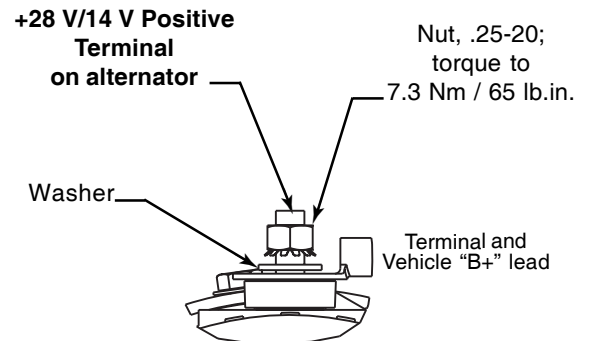 +28 V/14 V Positive
Terminal
on alternator
Nut, .25-20;
torque to
7.3 Nm / 65 lb.in.
Washer
Terminal and
Vehicle “B+” lead